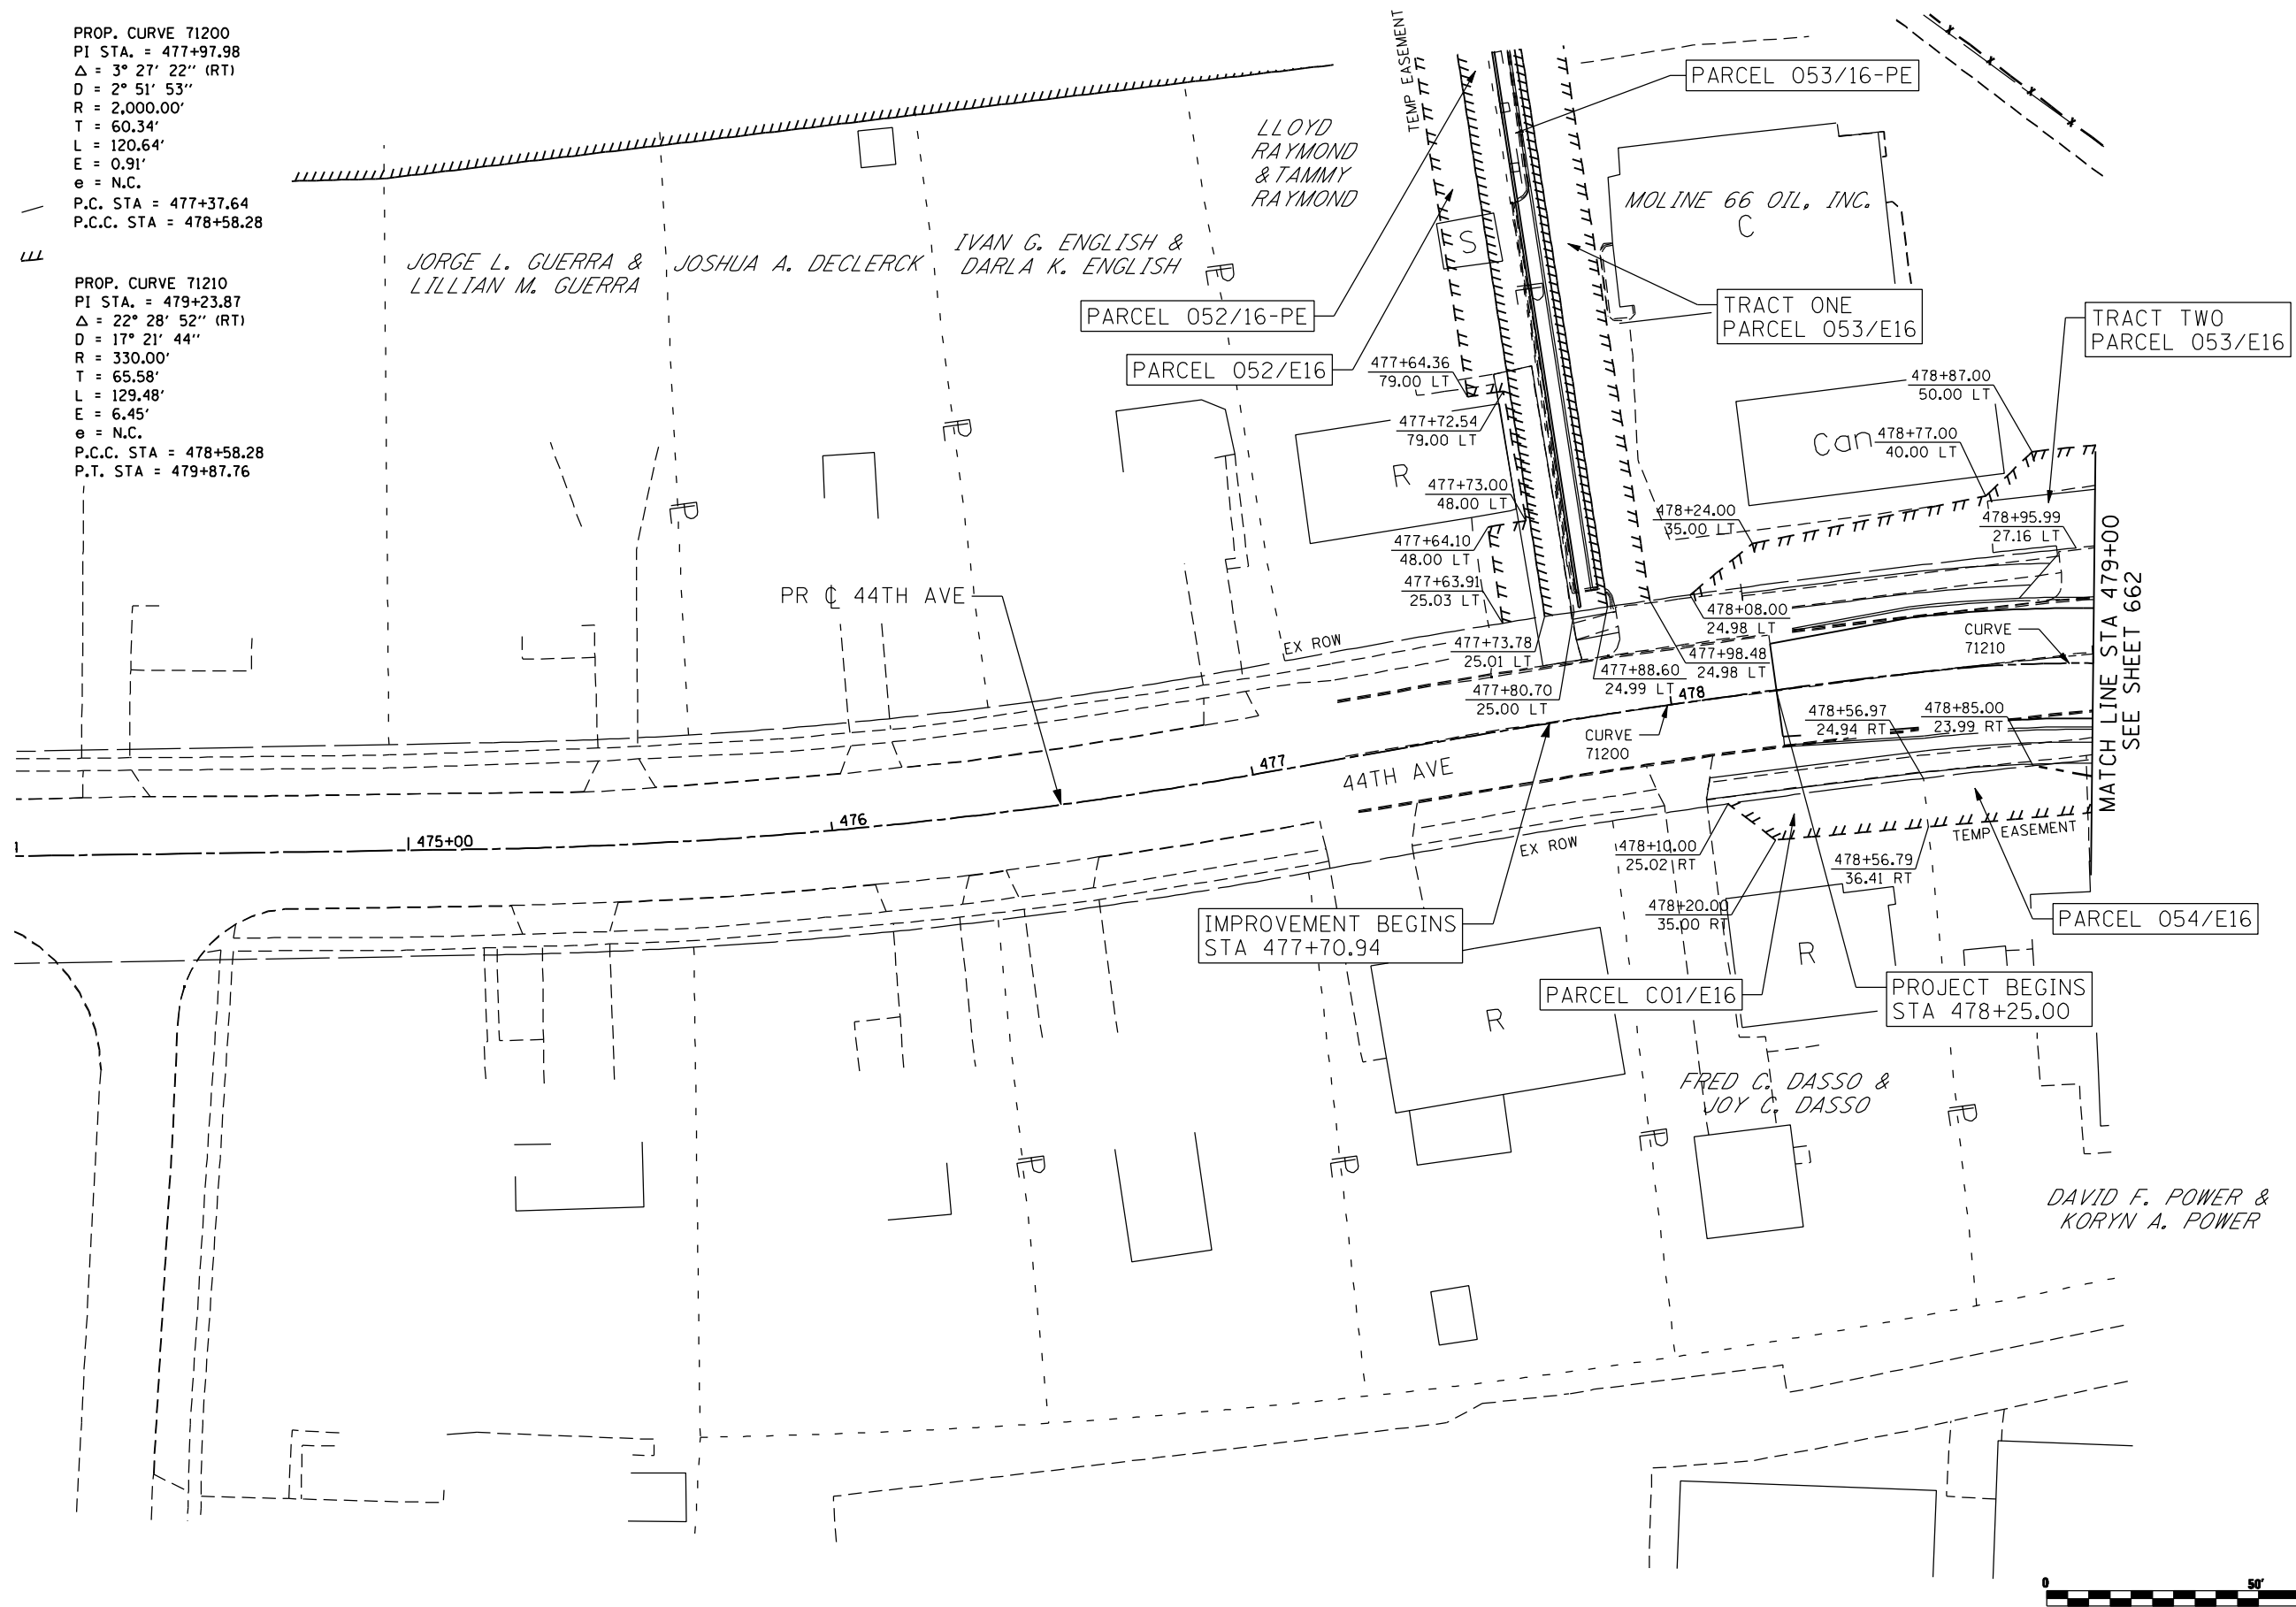 PROP. CURVE 71200
PI STA. = 477+97.98
Δ = 3° 27' 22'' (RT)
D = 2° 51' 53''
R = 2,000.00'
T = 60.34'
L = 120.64'
E = 0.91'
e = N.C.
P.C. STA = 477+37.64
P.C.C. STA = 478+58.28
PROP. CURVE 71210
PI STA. = 479+23.87
Δ = 22° 28' 52'' (RT)
D = 17° 21' 44''
R = 330.00'
T = 65.58'
L = 129.48'
E = 6.45'
e = N.C.
P.C.C. STA = 478+58.28
P.T. STA = 479+87.76
JORGE L. GUERRA &
LILLIAN M. GUERRA
JOSHUA A. DECLERCK
IVAN G. ENGLISH &
DARLA K. ENGLISH
LLOYD
RAYMOND
& TAMMY
RAYMOND
TEMP EASEMENT
PARCEL 053/16-PE
MOLINE 66 OIL, INC.
C
S
PARCEL 052/16-PE
PARCEL 052/E16
TRACT ONE
PARCEL 053/E16
TRACT TWO
PARCEL 053/E16
477+64.36
79.00 LT
477+72.54
79.00 LT
R
477+73.00
48.00 LT
477+64.10
48.00 LT
477+63.91
25.03 LT
478+87.00
50.00 LT
Can
478+77.00
40.00 LT
478+24.00
35.00 LT
478+95.99
27.16 LT
478+08.00
24.98 LT
477+98.48
24.98 LT
477+73.78
25.01 LT
477+88.60
24.99 LT
477+80.70
25.00 LT
CURVE
71210
MATCH LINE STA 479+00
SEE SHEET 662
PR ℄ 44TH AVE
EX ROW
475+00
476
477
478
44TH AVE
CURVE
71200
478+56.97
24.94 RT
478+85.00
23.99 RT
TEMP EASEMENT
EX ROW
478+10.00
25.02 RT
478+56.79
36.41 RT
478+20.00
35.00 RT
IMPROVEMENT BEGINS
STA 477+70.94
PARCEL 054/E16
PARCEL C01/E16
R
PROJECT BEGINS
STA 478+25.00
R
FRED C. DASSO &
JOY C. DASSO
DAVID F. POWER &
KORYN A. POWER
0
50'